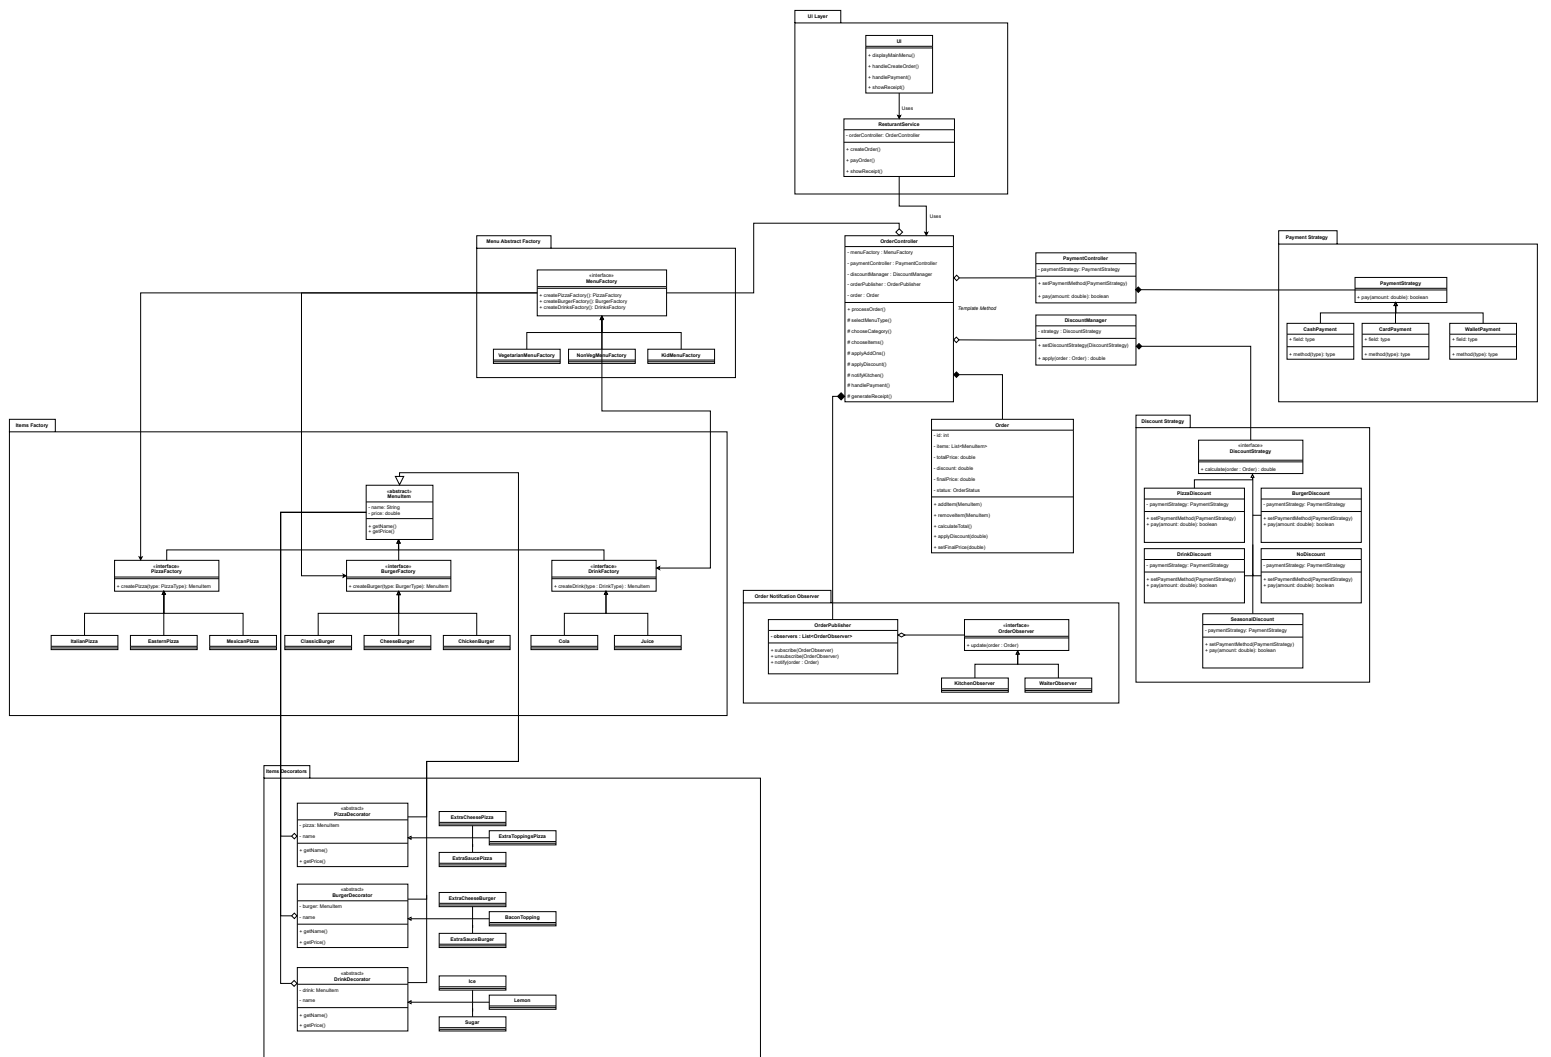 UI Layer
UI
+ displayMainMenu()
+ handleCreateOrder()
+ handlePayment()
+ showReceipt()
Uses
ResturantService
- orderController: OrderController
+ createOrder()
+ payOrder()
+ showReceipt()
Uses
Menu Abstract Factory
«interface»
MenuFactory
+ createPizzaFactory(): PizzaFactory
+ createBurgerFactory(): BurgerFactory
+ createDrinksFactory(): DrinksFactory
VegetarianMenuFactory
NonVegMenuFactory
KidMenuFactory
OrderController
- menuFactory : MenuFactory
- paymentController : PaymentController
- discountManager : DiscountManager
- orderPublisher : OrderPublisher
- order : Order
+ processOrder()
# selectMenuType()
# chooseCategory()
# chooseItems()
# applyAddOns()
# applyDiscount()
# notifyKitchen()
# handlePayment()
# generateReceipt()
Template Method
PaymentController
- paymentStrategy: PaymentStrategy
+ setPaymentMethod(PaymentStrategy)
+ pay(amount: double): boolean
DiscountManager
- strategy : DiscountStrategy
+ setDiscountStrategy(DiscountStrategy)
+ apply(order : Order) : double
Payment Strategy
PaymentStrategy
+ pay(amount: double): boolean
CashPayment
+ field: type
+ method(type): type
CardPayment
+ field: type
+ method(type): type
WalletPayment
+ field: type
+ method(type): type
Order
- id: int
- items: List<MenuItem>
- totalPrice: double
- discount: double
- finalPrice: double
- status: OrderStatus
+ addItem(MenuItem)
+ removeItem(MenuItem)
+ calculateTotal()
+ applyDiscount(double)
+ setFinalPrice(double)
Discount Strategy
«interface»
DiscountStrategy
+ calculate(order : Order) : double
PizzaDiscount
- paymentStrategy: PaymentStrategy
+ setPaymentMethod(PaymentStrategy)
+ pay(amount: double): boolean
BurgerDiscount
- paymentStrategy: PaymentStrategy
+ setPaymentMethod(PaymentStrategy)
+ pay(amount: double): boolean
DrinkDiscount
- paymentStrategy: PaymentStrategy
+ setPaymentMethod(PaymentStrategy)
+ pay(amount: double): boolean
NoDiscount
- paymentStrategy: PaymentStrategy
+ setPaymentMethod(PaymentStrategy)
+ pay(amount: double): boolean
SeasonalDiscount
- paymentStrategy: PaymentStrategy
+ setPaymentMethod(PaymentStrategy)
+ pay(amount: double): boolean
Items Factory
«abstract»
MenuItem
- name: String
- price: double
+ getName()
+ getPrice()
«interface»
PizzaFactory
+ createPizza(type: PizzaType): MenuItem
«interface»
BurgerFactory
+ createBurger(type: BurgerType): MenuItem
«interface»
DrinkFactory
+ createDrink(type : DrinkType) : MenuItem
ItalianPizza
EasternPizza
MexicanPizza
ClassicBurger
CheeseBurger
ChickenBurger
Cola
Juice
Order Notifcation Observer
OrderPublisher
- observers : List<OrderObserver>
+ subscribe(OrderObserver)
+ unsubscribe(OrderObserver)
+ notify(order : Order)
«interface»
OrderObserver
+ update(order : Order)
KitchenObserver
WaiterObserver
Items Decorators
«abstract»
PizzaDecorator
- pizza: MenuItem
- name
+ getName()
+ getPrice()
ExtraCheesePizza
ExtraToppingsPizza
ExtraSaucePizza
«abstract»
BurgerDecorator
- burger: MenuItem
- name
+ getName()
+ getPrice()
ExtraCheeseBurger
BaconTopping
ExtraSauceBurger
«abstract»
DrinkDecorator
- drink: MenuItem
- name
+ getName()
+ getPrice()
Ice
Lemon
Sugar